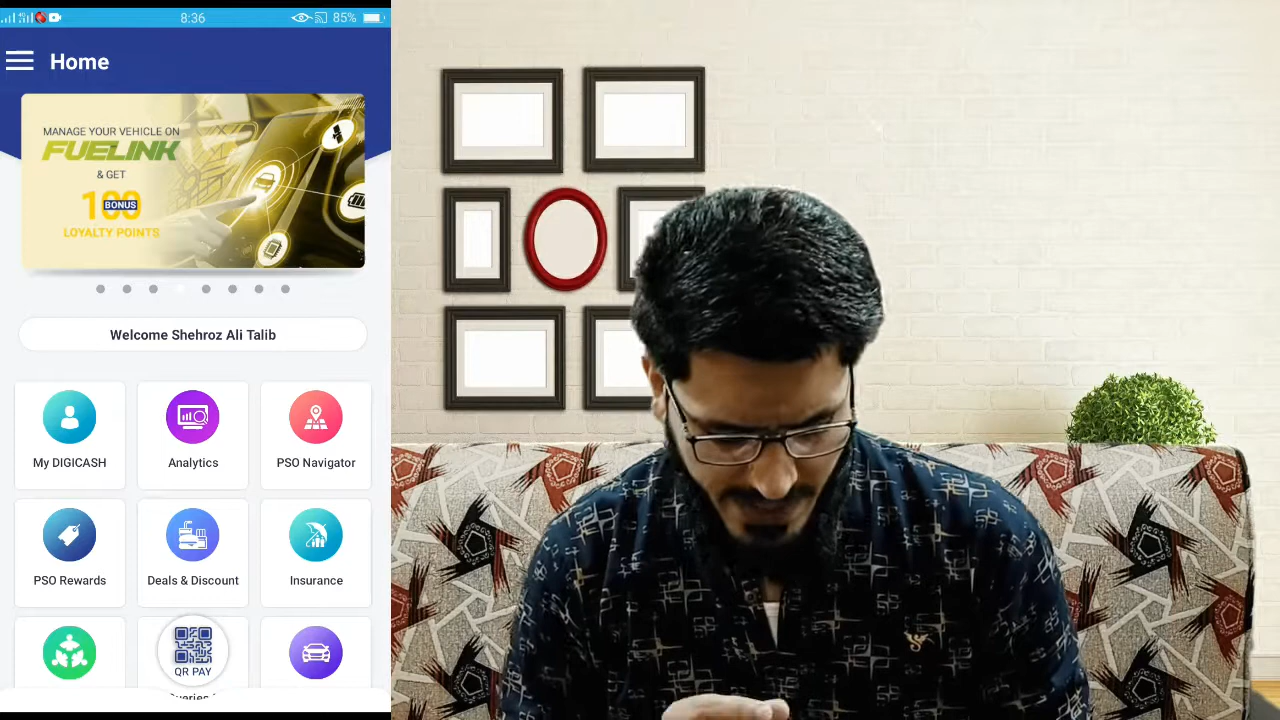 8:36
85%
Home
MANAGE YOUR VEHICLE ON
FUELINK
& GET
100
BONUS
LOYALTY POINTS
Welcome Shehroz Ali Talib
My DIGICASH
Analytics
PSO Navigator
PSO Rewards
Deals & Discount
Insurance
QR PAY